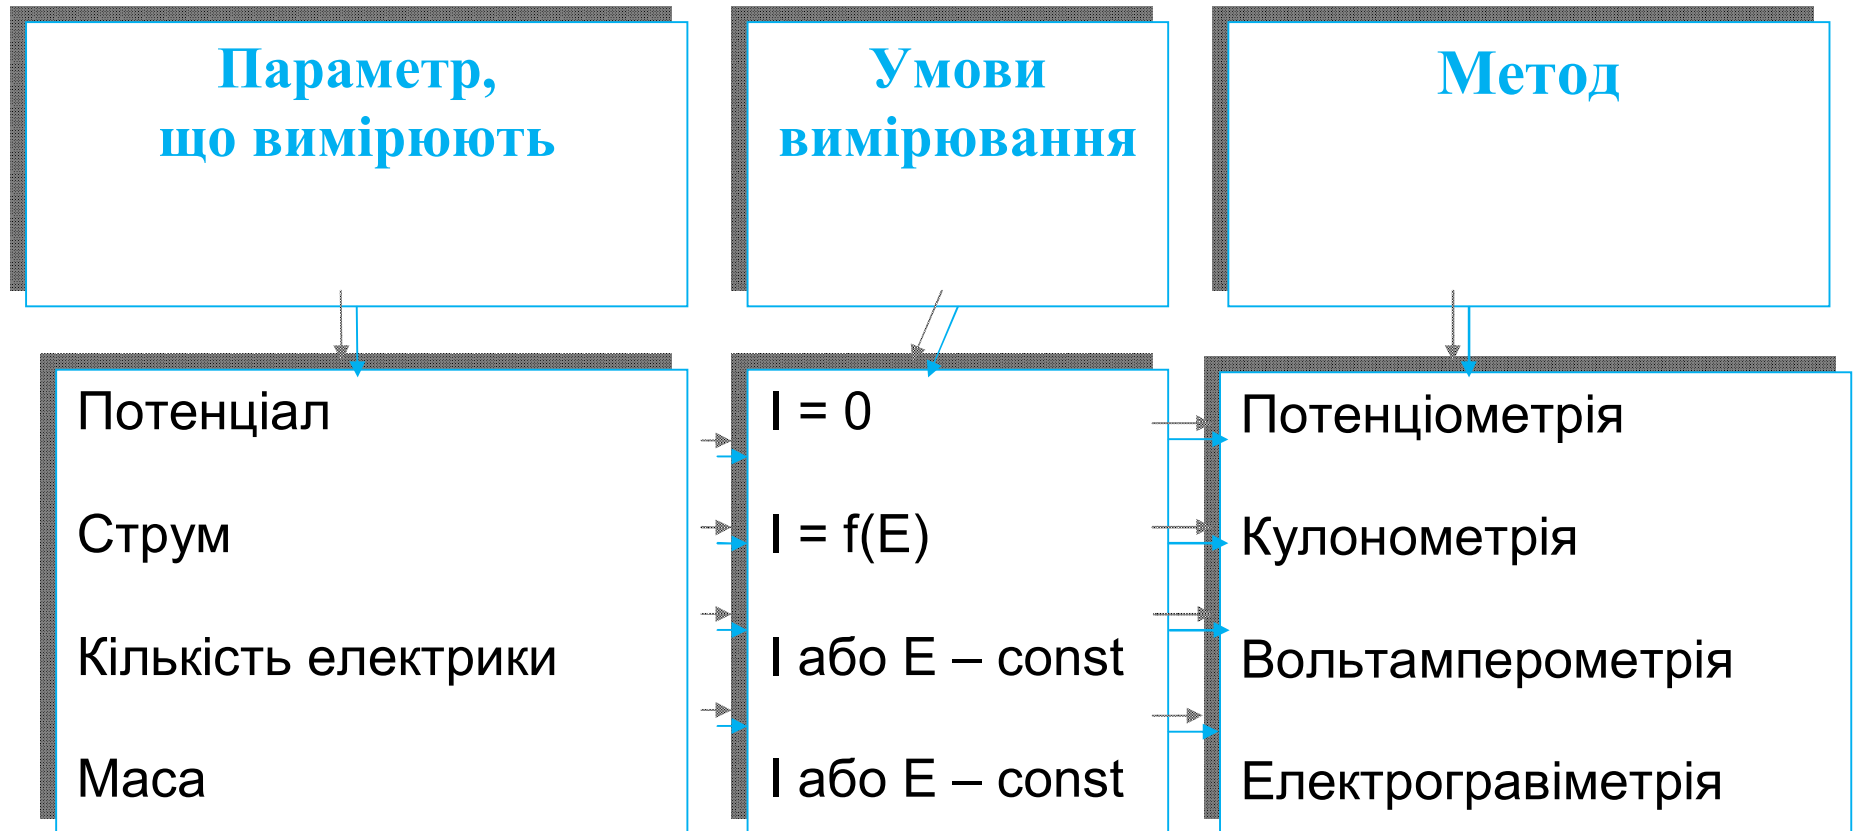 Параметр,
що вимірюють
Умови
вимірювання
Метод
Потенціал
Струм
Кількість електрики
Маса
I = 0
I = f(E)
I або E – const
I або E – const
Потенціометрія
Кулонометрія
Вольтамперометрія
Електрогравіметрія